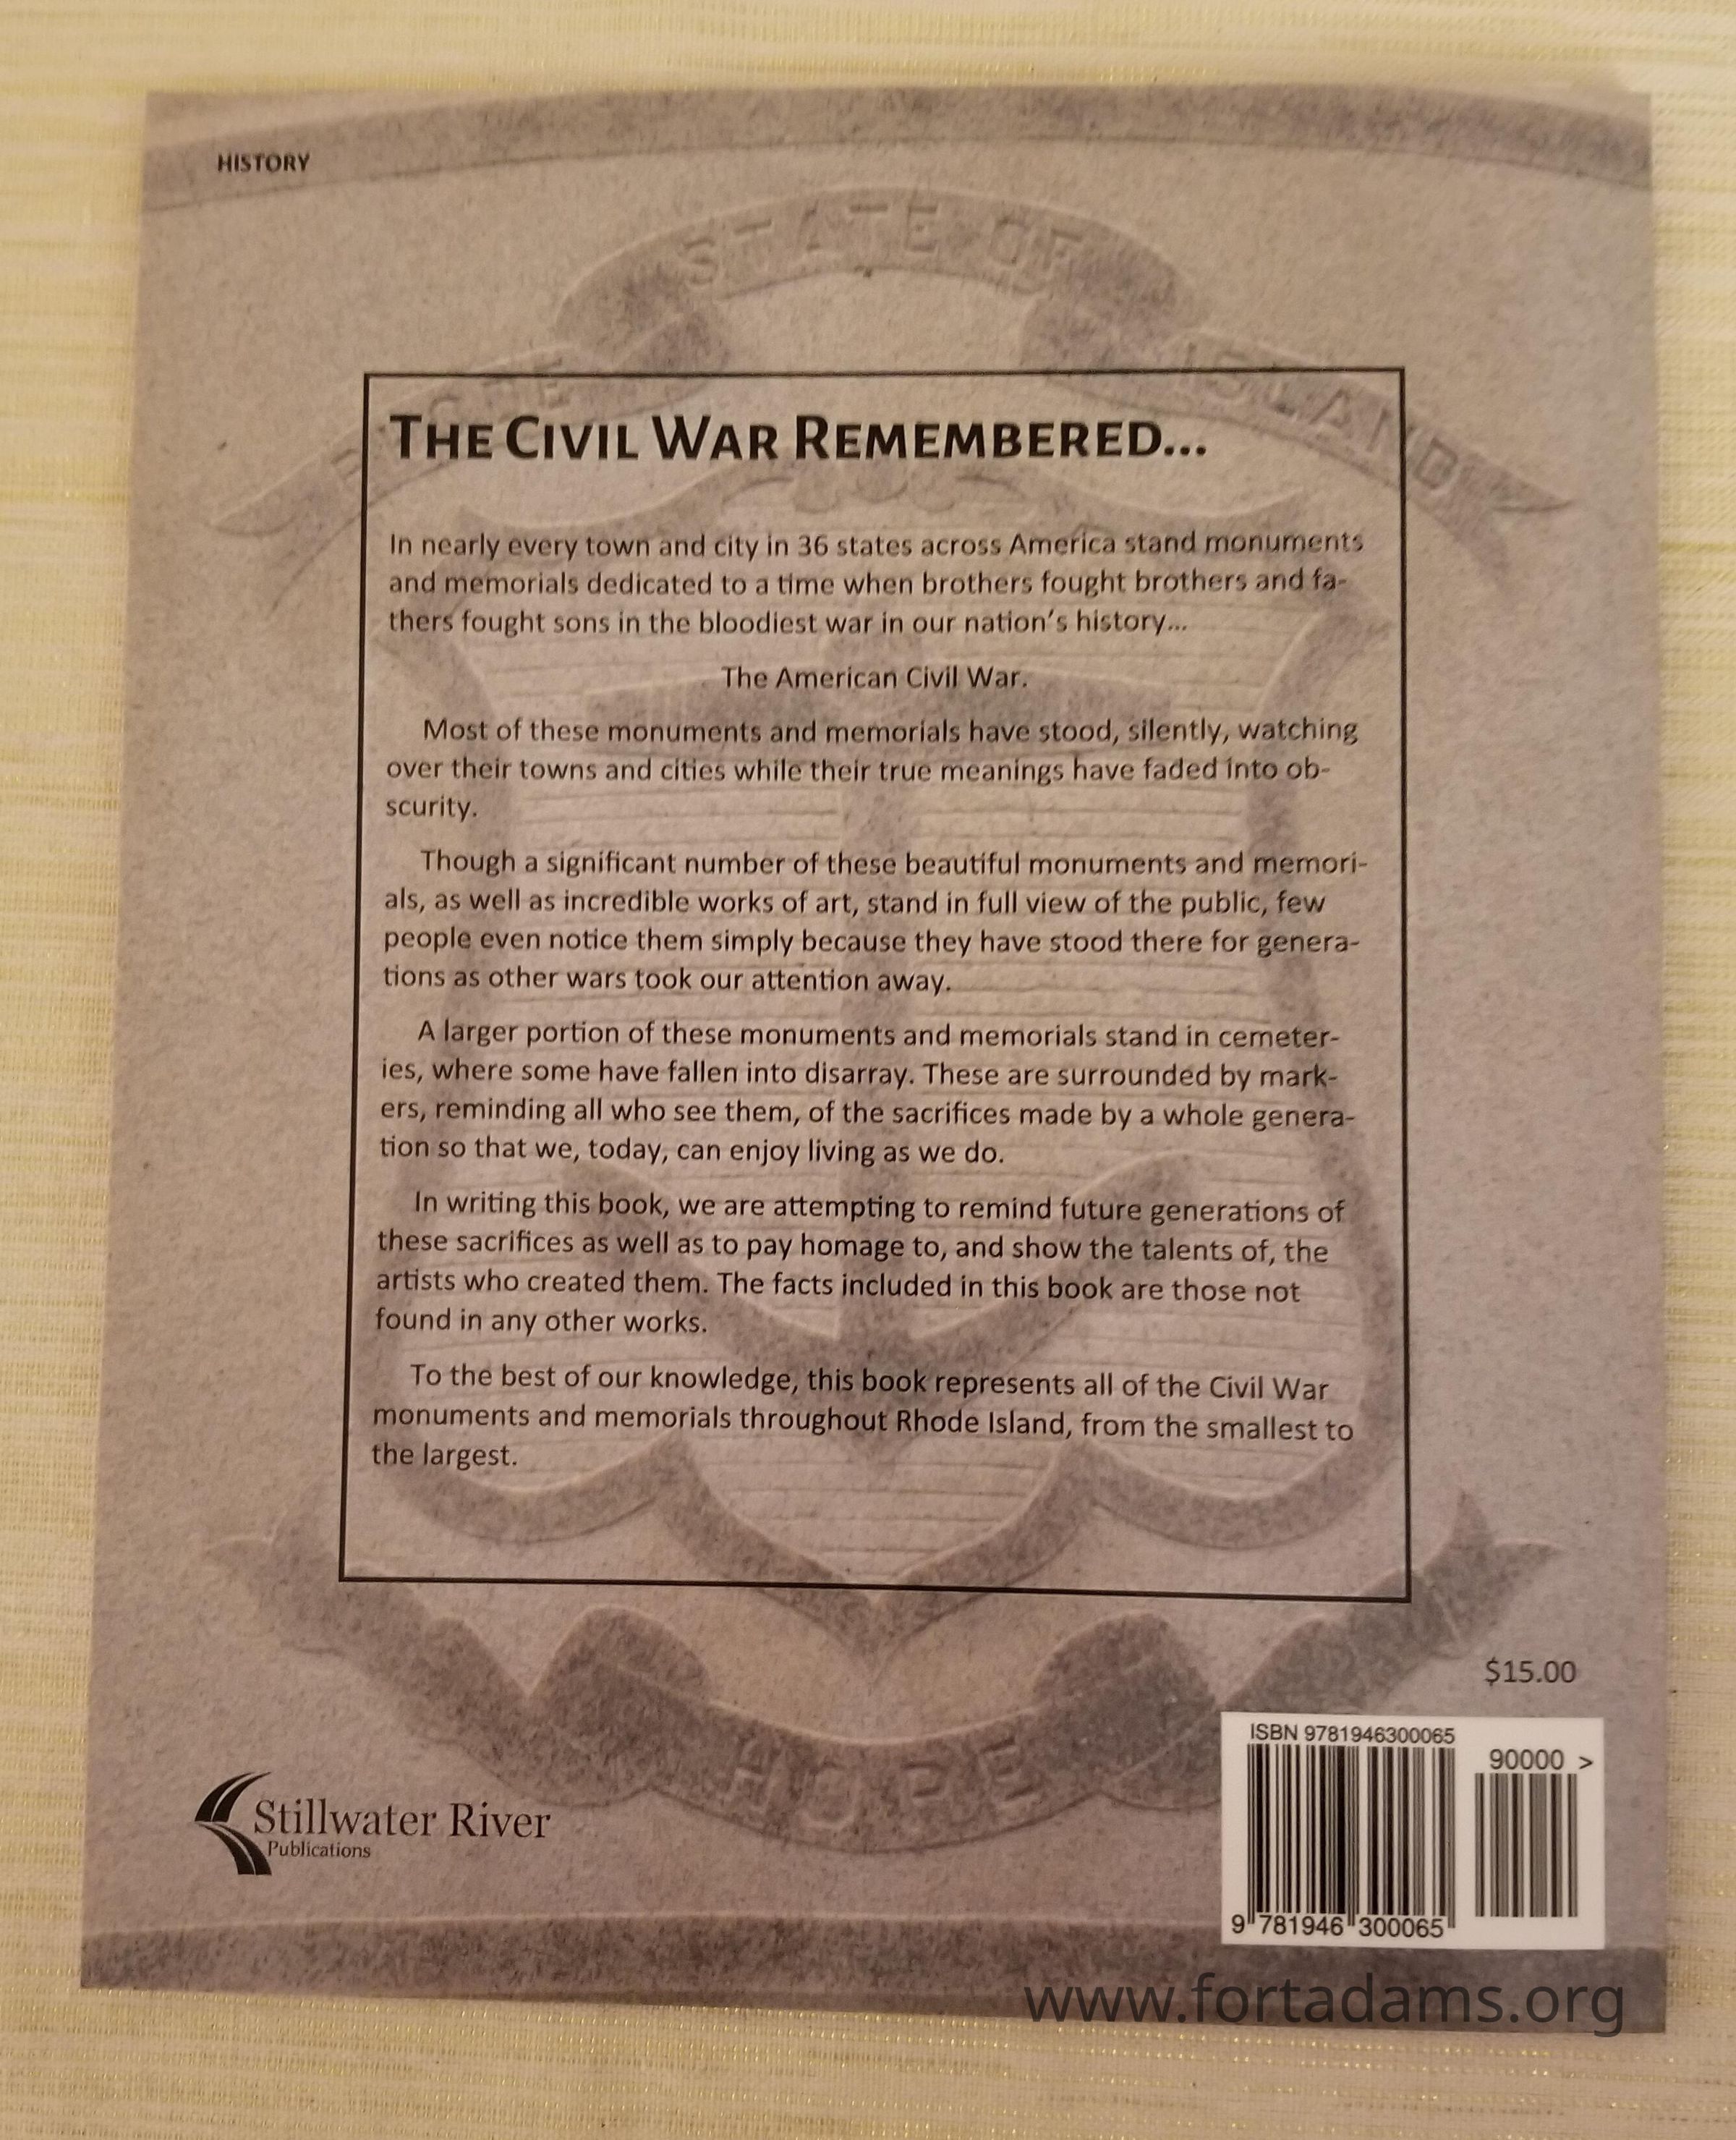 HISTORY
STATE OF
ISLAND
THE CIVIL WAR REMEMBERED...
In nearly every town and city in 36 states across America stand monuments
and memorials dedicated to a time when brothers fought brothers and fa-
thers fought sons in the bloodiest war in our nation’s history...
The American Civil War.
Most of these monuments and memorials have stood, silently, watching
over their towns and cities while their true meanings have faded into ob-
scurity.
Though a significant number of these beautiful monuments and memori-
als, as well as incredible works of art, stand in full view of the public, few
people even notice them simply because they have stood there for genera-
tions as other wars took our attention away.
A larger portion of these monuments and memorials stand in cemeter-
ies, where some have fallen into disarray. These are surrounded by mark-
ers, reminding all who see them, of the sacrifices made by a whole genera-
tion so that we, today, can enjoy living as we do.
In writing this book, we are attempting to remind future generations of
these sacrifices as well as to pay homage to, and show the talents of, the
artists who created them. The facts included in this book are those not
found in any other works.
To the best of our knowledge, this book represents all of the Civil War
monuments and memorials throughout Rhode Island, from the smallest to
the largest.
HOPE
$15.00
ISBN 9781946300065
90000 >
9 781946 300065
Stillwater River
Publications
www.fortadams.org